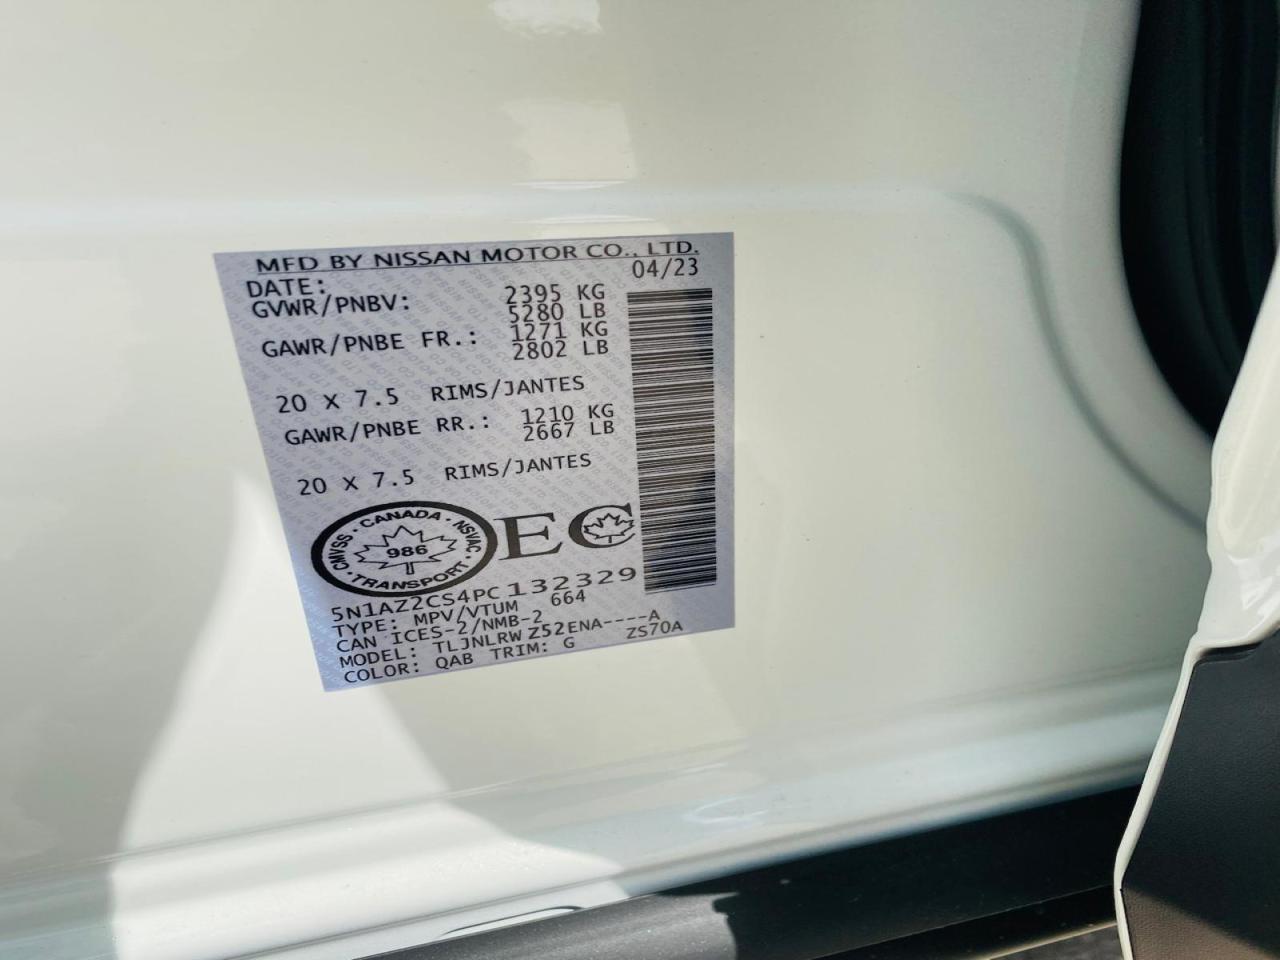 MFD BY NISSAN MOTOR CO., LTD.
DATE: 04/23
GVWR/PNBV: 2395 KG
5280 LB
GAWR/PNBE FR.: 1271 KG
2802 LB
20 X 7.5 RIMS/JANTES
GAWR/PNBE RR.: 1210 KG
2667 LB
20 X 7.5 RIMS/JANTES
CMVSS · CANADA · NSVAC · TRANSPORT
986
EC
5N1AZ2CS4PC132329
TYPE: MPV/VTUM 664
CAN ICES-2/NMB-2
MODEL: TLJNLRW Z52ENA----A
COLOR: QAB TRIM: G ZS70A